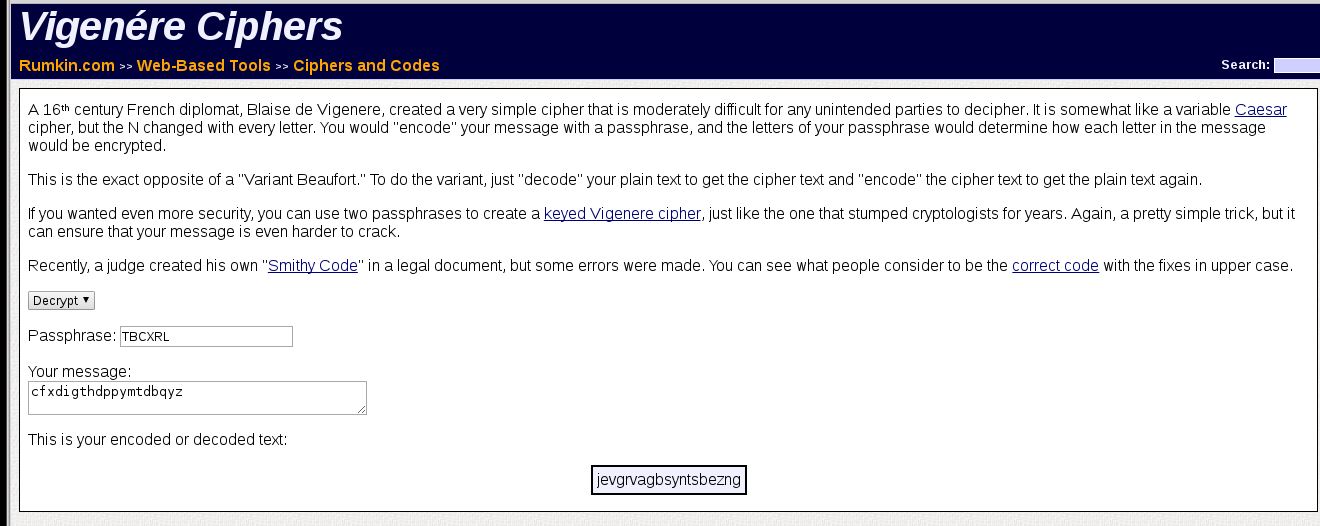 Vigenére Ciphers
Rumkin.com >> Web-Based Tools >> Ciphers and Codes
Search:
A 16th century French diplomat, Blaise de Vigenere, created a very simple cipher that is moderately difficult for any unintended parties to decipher. It is somewhat like a variable Caesar
cipher, but the N changed with every letter. You would "encode" your message with a passphrase, and the letters of your passphrase would determine how each letter in the message
would be encrypted.
This is the exact opposite of a "Variant Beaufort." To do the variant, just "decode" your plain text to get the cipher text and "encode" the cipher text to get the plain text again.
If you wanted even more security, you can use two passphrases to create a keyed Vigenere cipher, just like the one that stumped cryptologists for years. Again, a pretty simple trick, but it
can ensure that your message is even harder to crack.
Recently, a judge created his own "Smithy Code" in a legal document, but some errors were made. You can see what people consider to be the correct code with the fixes in upper case.
Decrypt ▼
Passphrase: TBCXRL
Your message:
cfxdigthdppymtdbqyz
This is your encoded or decoded text:
jevgrvagbsyntsbezng